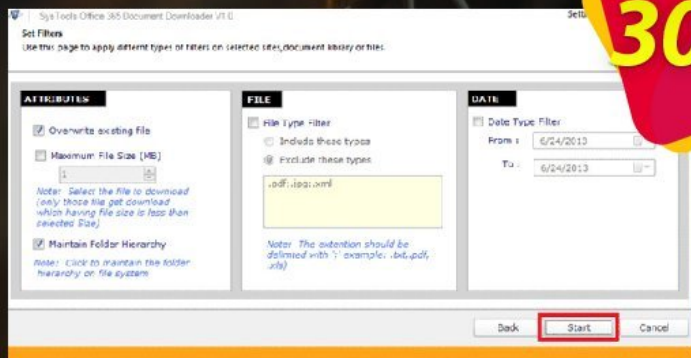 SysTools Office 365 Document Downloader V1.0
Set Filters
Use this page to apply differnt types of filters on selected sites,document library or files.
30
ATTRIBUTES
Overwrite existing file
Maximum File Size (MB)
1
Note: Select the file to download
(only those file get download
which having file size is less than
selected Size)
Maintain Folder Hierarchy
Note: Click to maintain the folder
hierarchy on file system
FILE
File Type Filter
Include these types
Exclude these types
.pdf;.jpg;.xml
Note: The extention should be
delimited with ';' example: .txt,.pdf,
.xls)
DATE
Date Type Filter
From : 6/24/2013
To : 6/24/2013
Back Start Cancel